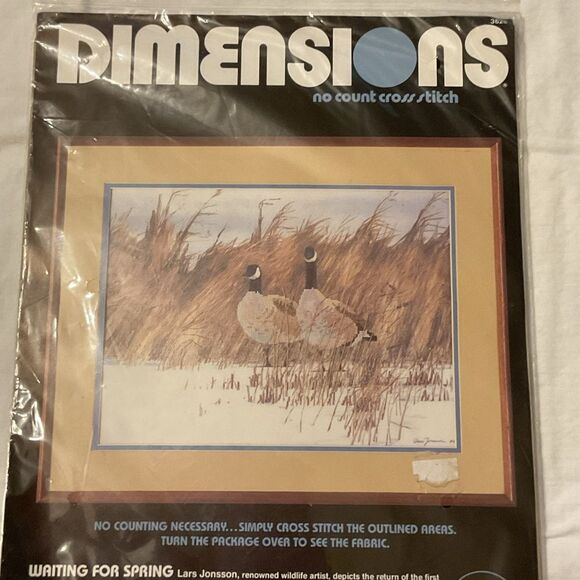 DIMENSIONS
no count cross stitch
NO COUNTING NECESSARY...SIMPLY CROSS STITCH THE OUTLINED AREAS.
TURN THE PACKAGE OVER TO SEE THE FABRIC.
WAITING FOR SPRING Lars Jonsson, renowned wildlife artist, depicts the return of the first